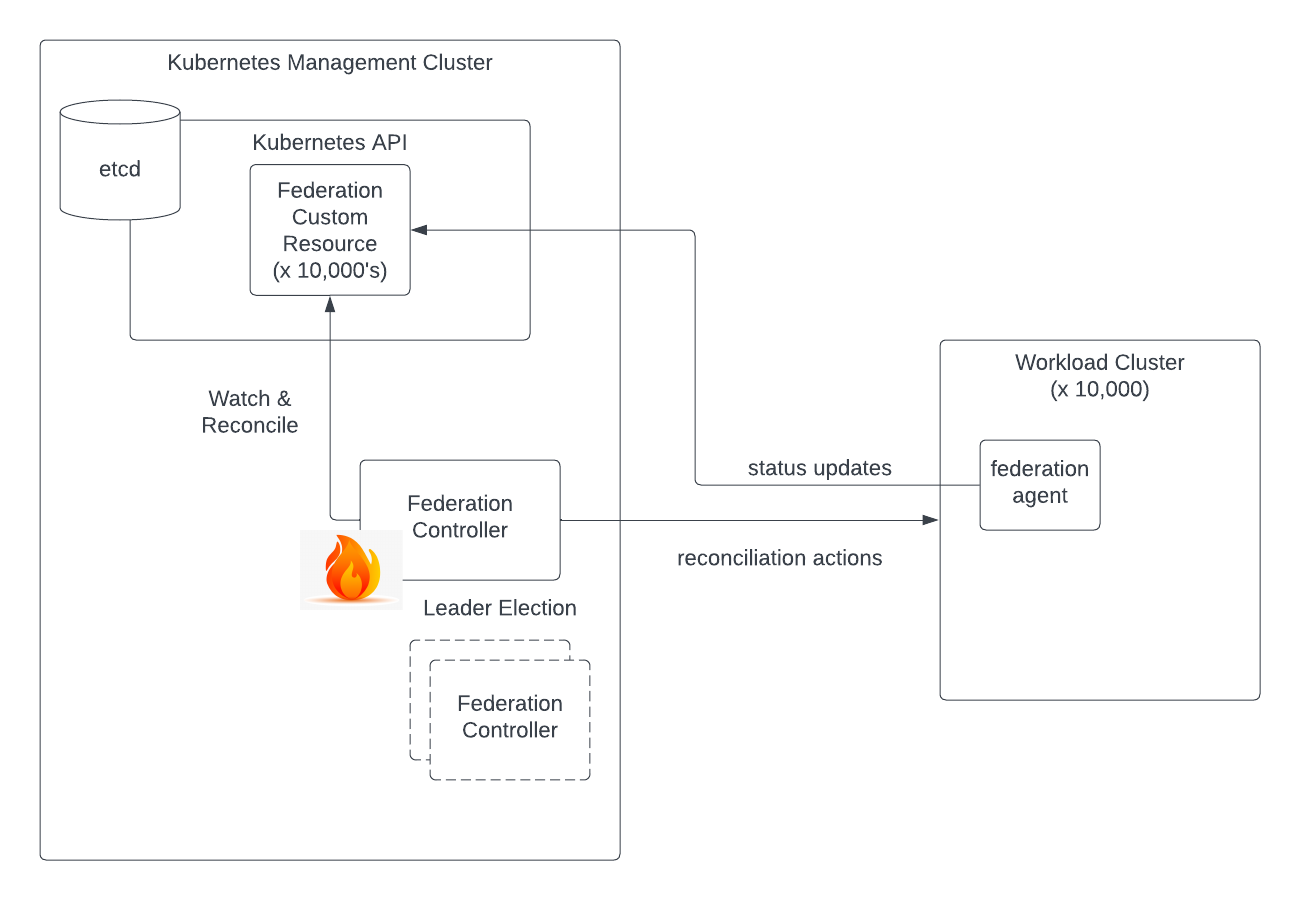 Kubernetes Management Cluster
etcd
Kubernetes API
Federation
Custom
Resource
(x 10,000's)
Watch &
Reconcile
Federation
Controller
Leader Election
Federation
Controller
status updates
reconciliation actions
Workload Cluster
(x 10,000)
federation
agent